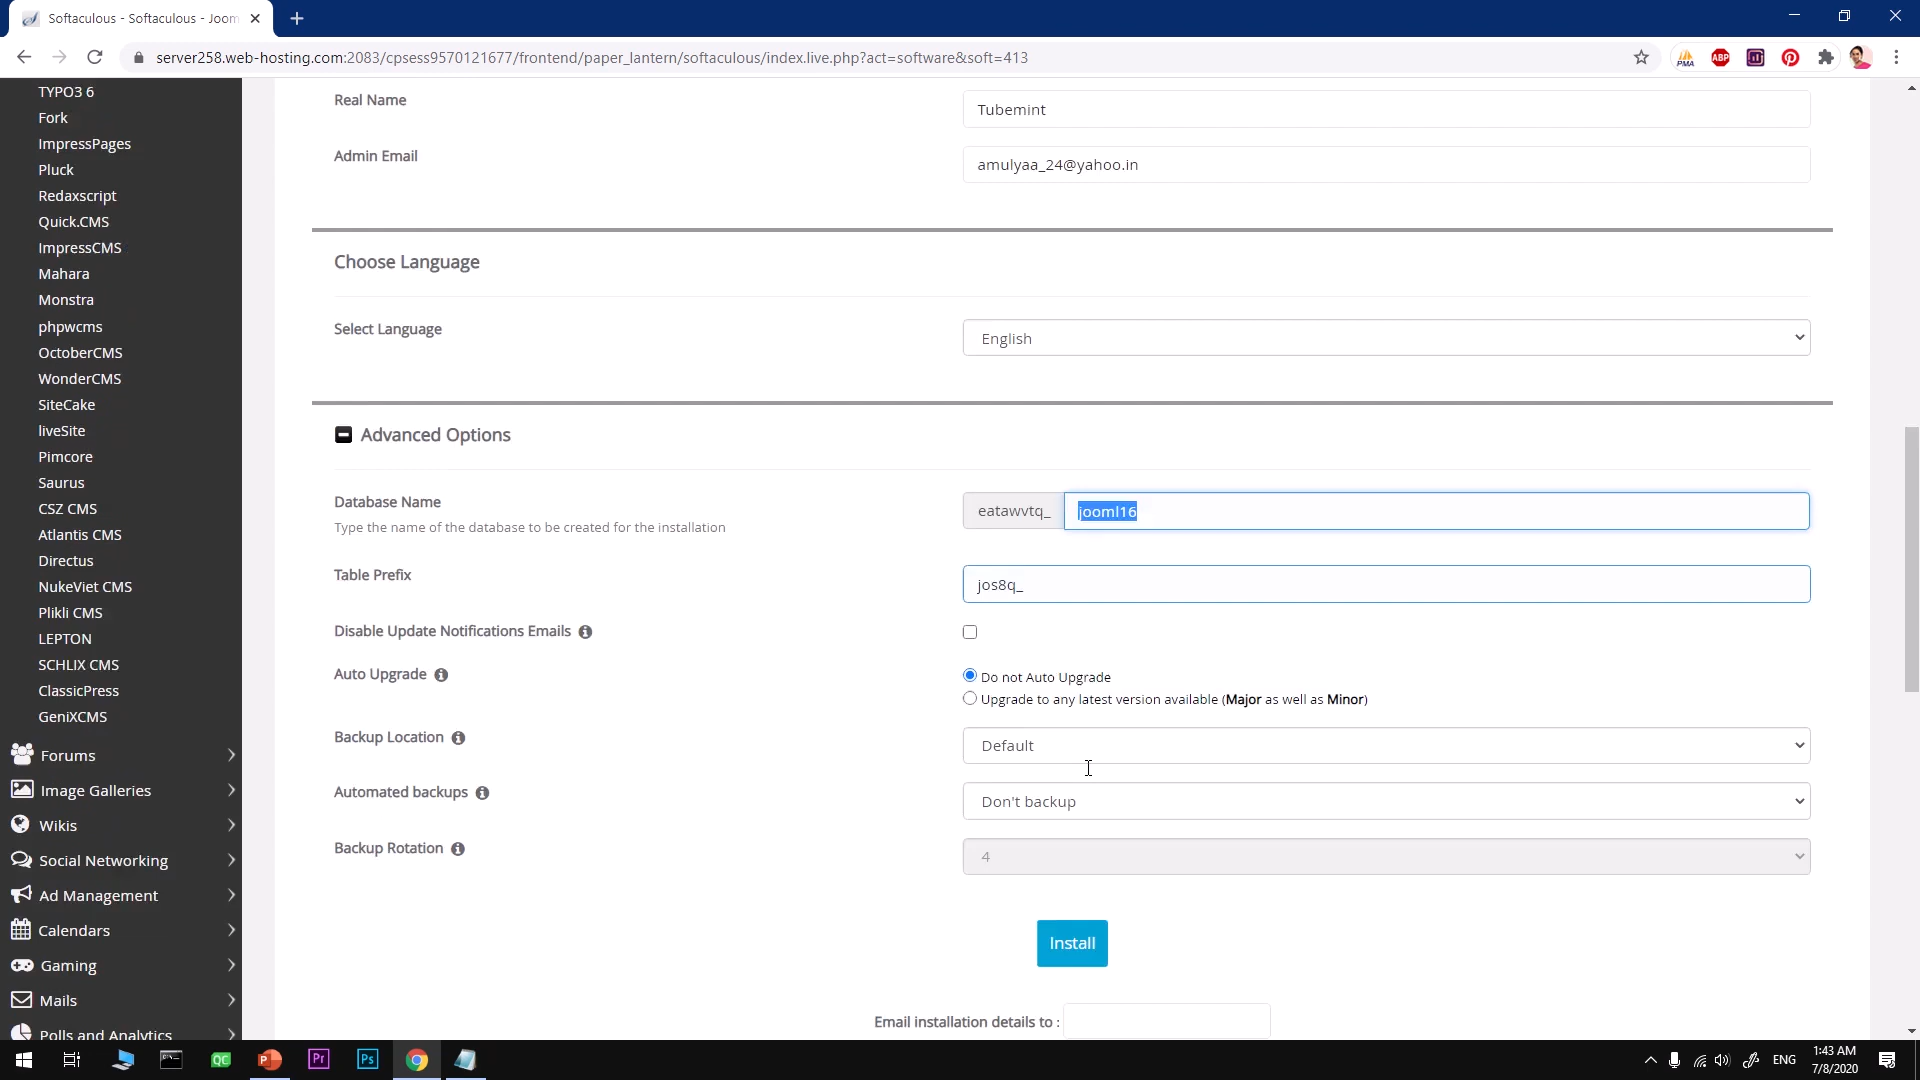 Softaculous - Softaculous - Joom
server258.web-hosting.com:2083/cpsess9570121677/frontend/paper_lantern/softaculous/index.live.php?act=software&soft=413
PMA
ABP
TYPO3 6
Fork
ImpressPages
Pluck
Redaxscript
Quick.CMS
ImpressCMS
Mahara
Monstra
phpwcms
OctoberCMS
WonderCMS
SiteCake
liveSite
Pimcore
Saurus
CSZ CMS
Atlantis CMS
Directus
NukeViet CMS
Plikli CMS
LEPTON
SCHLIX CMS
ClassicPress
GeniXCMS
Forums
Image Galleries
Wikis
Social Networking
Ad Management
Calendars
Gaming
Mails
Polls and Analytics
Real Name
Tubemint
Admin Email
amulyaa_24@yahoo.in
Choose Language
Select Language
English
Advanced Options
Database Name
Type the name of the database to be created for the installation
eatawvtq_
jooml16
Table Prefix
jos8q_
Disable Update Notifications Emails
Auto Upgrade
Do not Auto Upgrade
Upgrade to any latest version available (Major as well as Minor)
Backup Location
Default
Automated backups
Don't backup
Backup Rotation
4
Install
Email installation details to :
QC
P
Pr
Ps
ENG
1:43 AM
7/8/2020